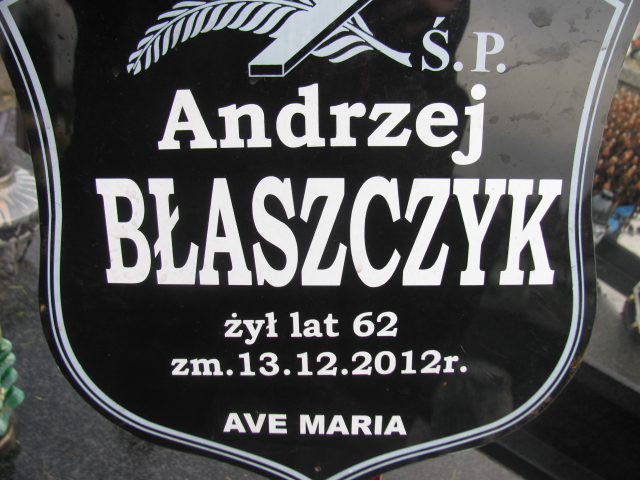 Ś.P.
Andrzej
BŁASZCZYK
żył lat 62
zm.13.12.2012r.
AVE MARIA